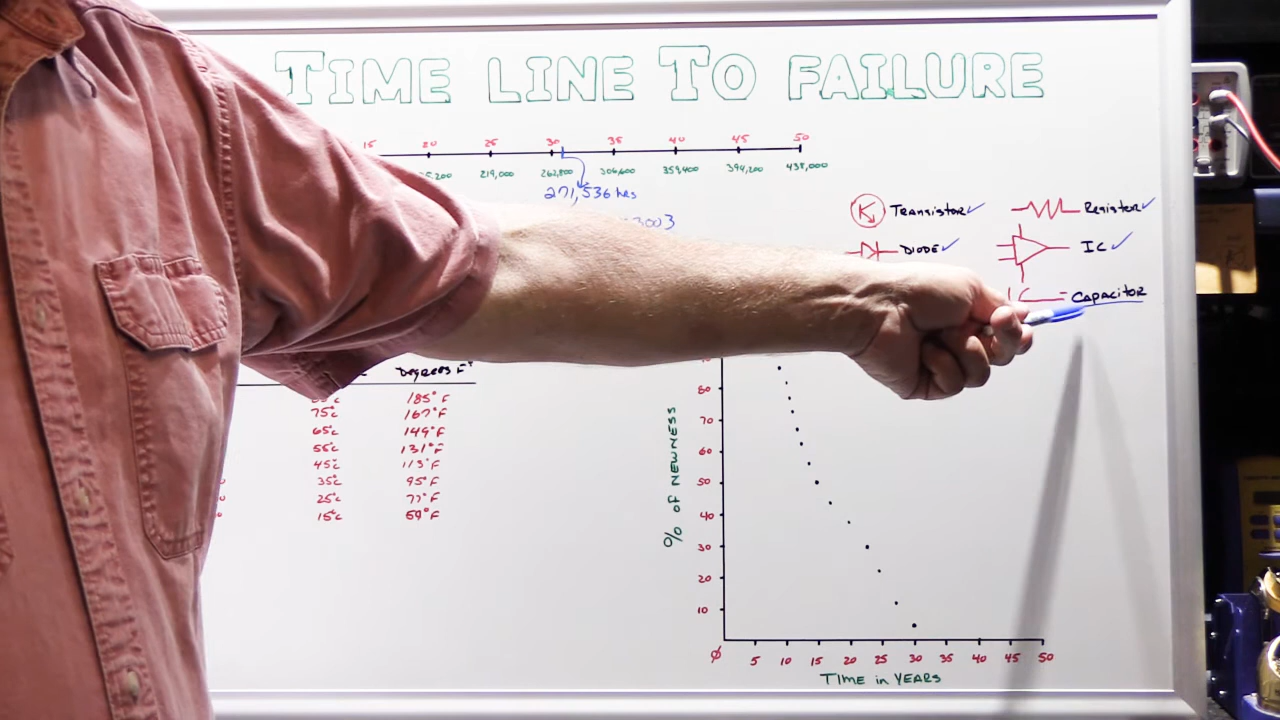 TIME LINE TO FAILURE
15 20 25 30 35 40 45 50
219,000 262,800 306,600 359,400 394,200 438,000
271,536 hrs
3003
TRANSISTOR✓ Resistor✓
DIODE✓ IC ✓
CAPACITOR
Degrees F°
185°F
75°c 167°F
65°c 149°F
55°c 131°F
45°c 113°F
35°c 95°F
25°c 77°F
15°c 59°F
% of NEWNESS
80
70
60
50
40
30
20
10
Ø 5 10 15 20 25 30 35 40 45 50
TIME in YEARS